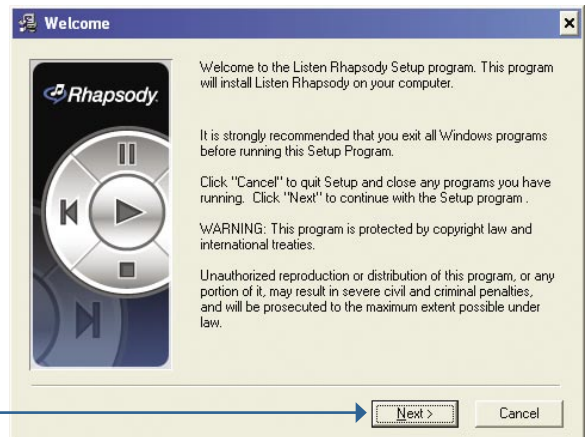 Welcome
Rhapsody.
Welcome to the Listen Rhapsody Setup program. This program
will install Listen Rhapsody on your computer.
It is strongly recommended that you exit all Windows programs
before running this Setup Program.
Click "Cancel" to quit Setup and close any programs you have
running. Click "Next" to continue with the Setup program .
WARNING: This program is protected by copyright law and
international treaties.
Unauthorized reproduction or distribution of this program, or any
portion of it, may result in severe civil and criminal penalties,
and will be prosecuted to the maximum extent possible under
law.
Next >
Cancel